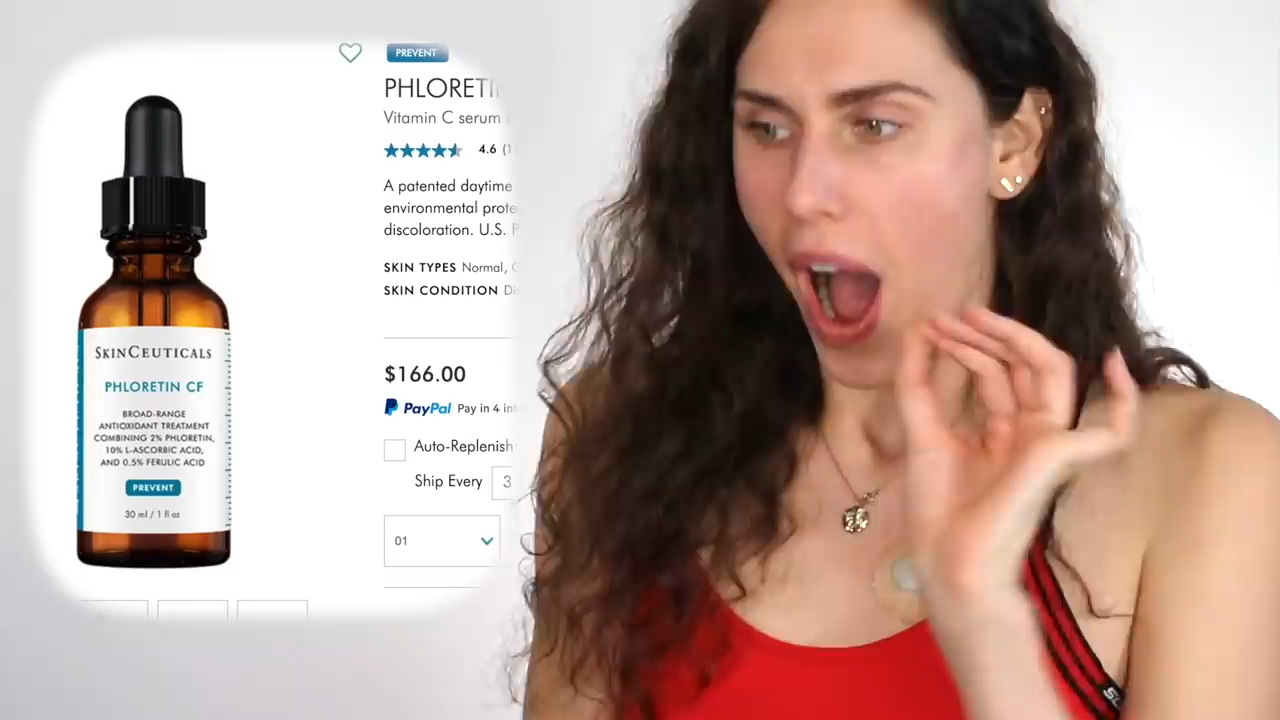 SKINCEUTICALS
PHLORETIN CF
BROAD-RANGE
ANTIOXIDANT TREATMENT
COMBINING 2% PHLORETIN,
10% L-ASCORBIC ACID,
AND 0.5% FERULIC ACID
PREVENT
30 ml / 1 fl oz
PREVENT
PHLORETIN
Vitamin C serum
4.6
A patented daytime
environmental
discoloration. U.S.
SKIN TYPES Normal,
SKIN CONDITION
$166.00
PayPal Pay in 4
Auto-Replenish
Ship Every 3
01